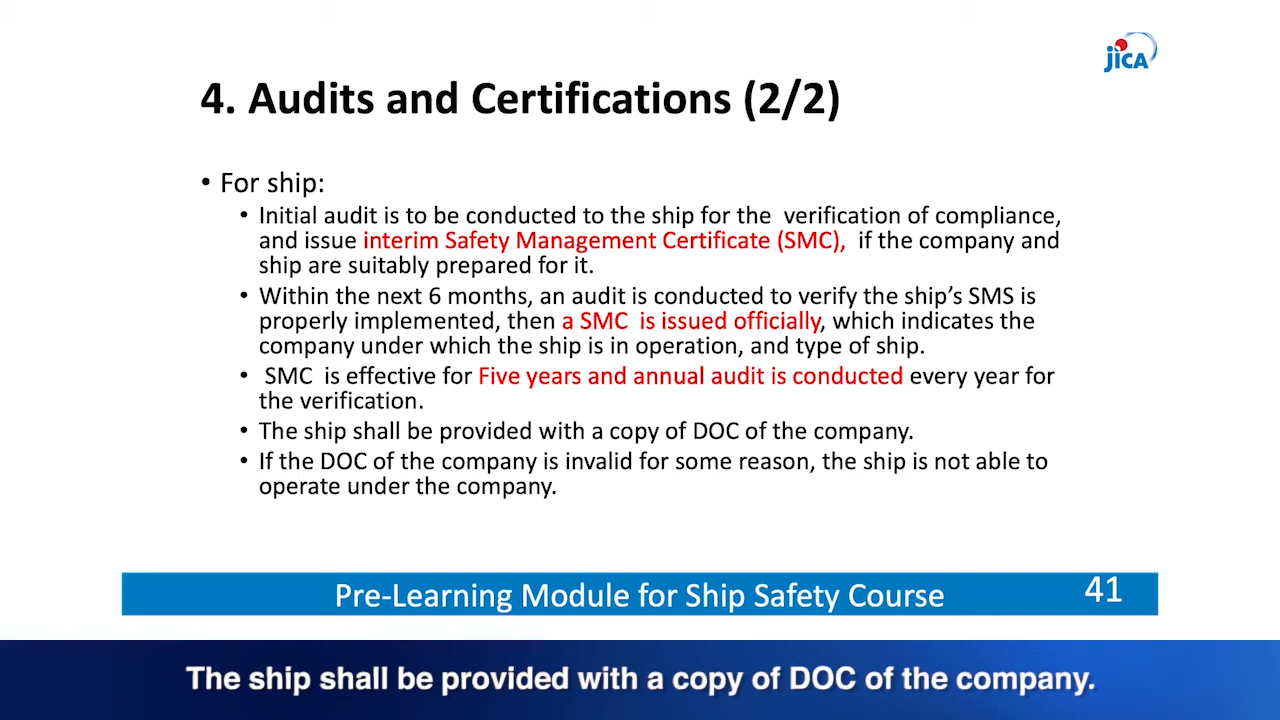 JICA
4. Audits and Certifications (2/2)
• For ship:
• Initial audit is to be conducted to the ship for the verification of compliance,
and issue interim Safety Management Certificate (SMC), if the company and
ship are suitably prepared for it.
• Within the next 6 months, an audit is conducted to verify the ship's SMS is
properly implemented, then a SMC is issued officially, which indicates the
company under which the ship is in operation, and type of ship.
• SMC is effective for Five years and annual audit is conducted every year for
the verification.
• The ship shall be provided with a copy of DOC of the company.
• If the DOC of the company is invalid for some reason, the ship is not able to
operate under the company.
Pre-Learning Module for Ship Safety Course 41
The ship shall be provided with a copy of DOC of the company.